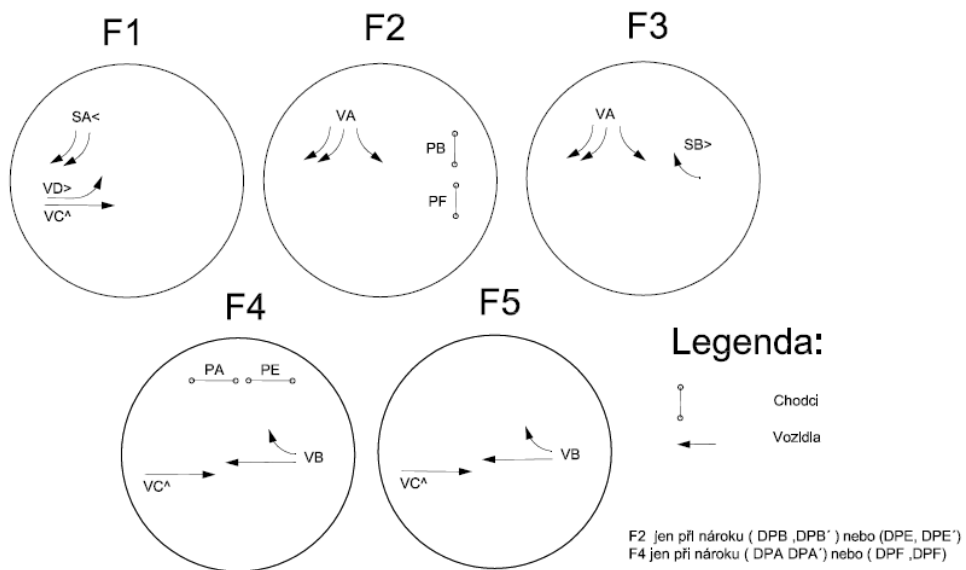 F1
F2
F3
SA<
VD>
VC^
VA
PB
PF
VA
SB>
F4
F5
PA
PE
VB
VC^
VB
VC^
Legenda:
Chodci
Vozidla
F2 jen při nároku ( DPB ,DPB´ ) nebo (DPE, DPE´)
F4 jen při nároku ( DPA DPA´) nebo ( DPF ,DPF)